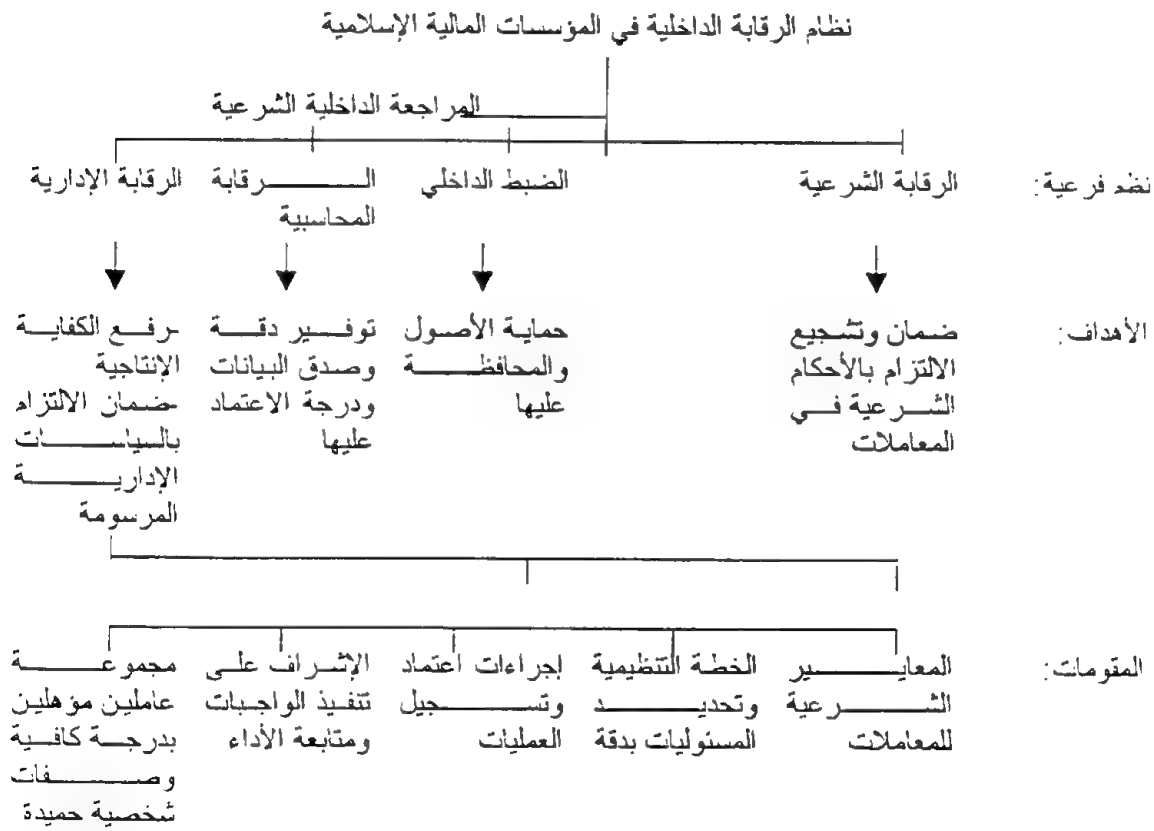 نظام الرقابة الداخلية في المؤسسات المالية الإسلامية
المراجعة الداخلية الشرعية
نظم فرعية:
الرقابة الشرعية
الضبط الداخلي
الرقابة
المحاسبية
الرقابة الإدارية
الأهداف:
ضمان وتشجيع
الالتزام بالأحكام
الشرعية في
المعاملات
حماية الأصول
والمحافظة
عليها
توفير دقة
وصدق البيانات
ودرجة الاعتماد
عليها
-رفع الكفاية
الإنتاجية
-ضمان الالتزام
بالسياسات
الإدارية
المرسومة
المقومات:
المعايير
الشرعية
للمعاملات
الخطة التنظيمية
وتحديد
المسئوليات بدقة
إجراءات اعتماد
وتسجيل
العمليات
الإشراف على
تنفيذ الواجبات
ومتابعة الأداء
مجموعة
عاملين مؤهلين
بدرجة كافية
وصفات
شخصية حميدة